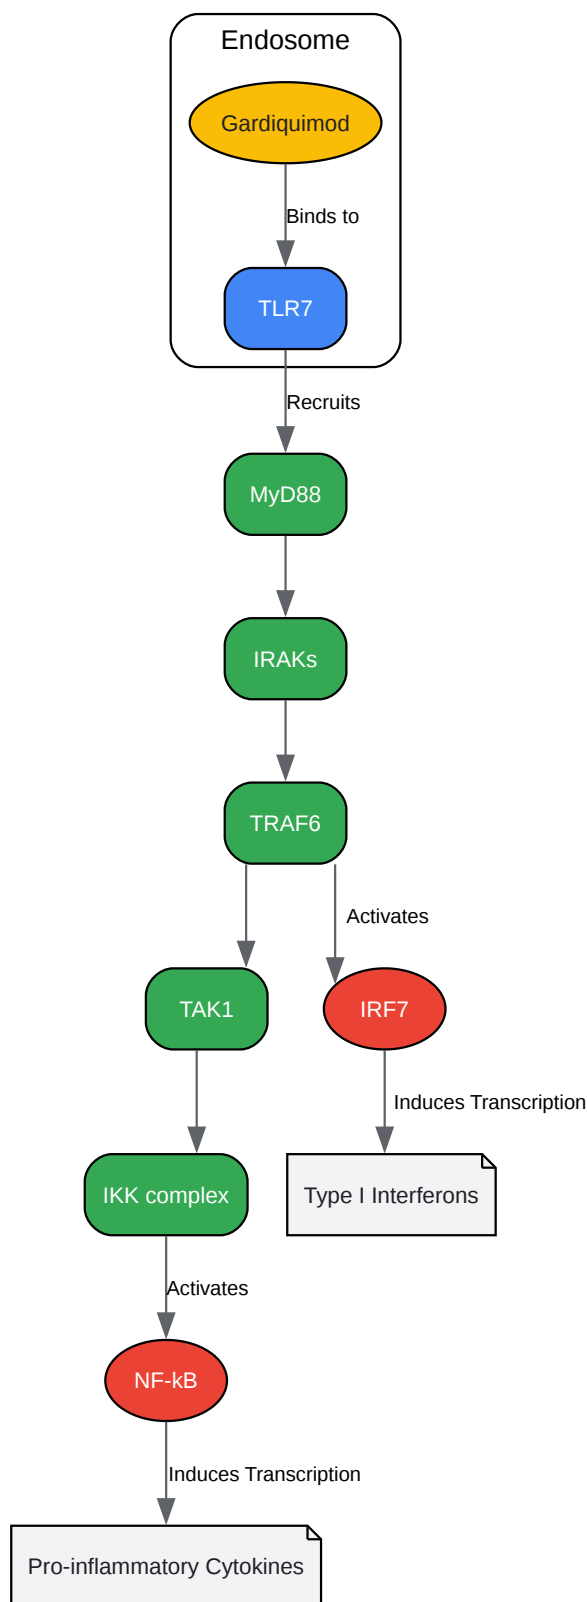 Endosome
Gardiquimod
Binds to
TLR7
Recruits
MyD88
IRAKs
TRAF6
Activates
TAK1
IRF7
Induces Transcription
IKK complex
Type I Interferons
Activates
NF-kB
Induces Transcription
Pro-inflammatory Cytokines